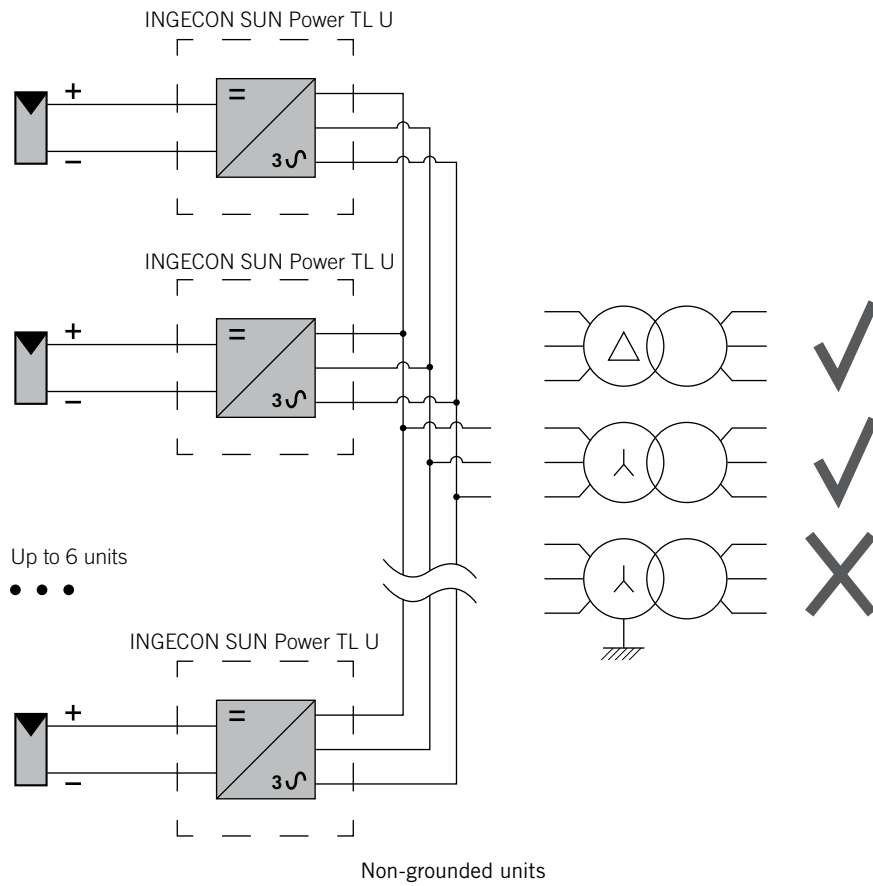 INGECON SUN Power TL U
+
=
–
3
INGECON SUN Power TL U
+
=
–
3
Up to 6 units
INGECON SUN Power TL U
+
=
–
3
Non-grounded units